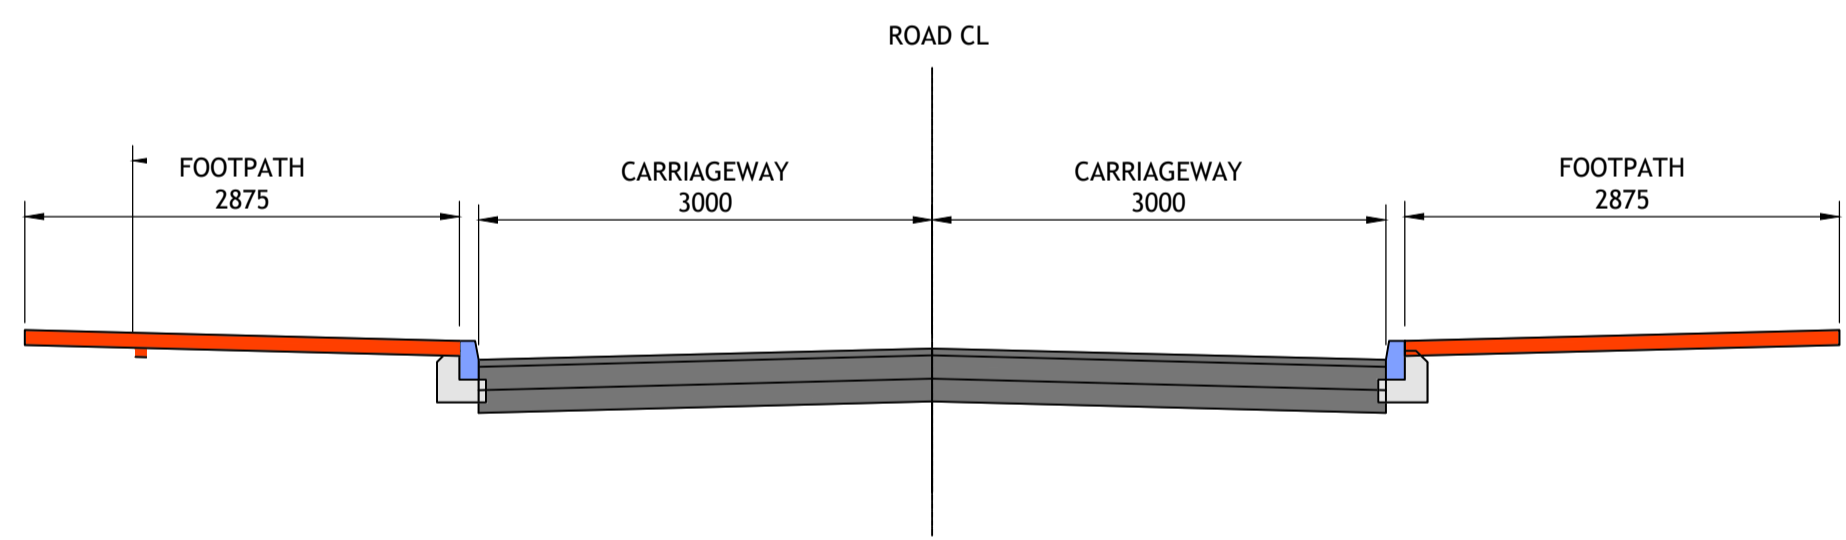 ROAD CL
FOOTPATH
2875
CARRIAGEWAY
3000
CARRIAGEWAY
3000
FOOTPATH
2875